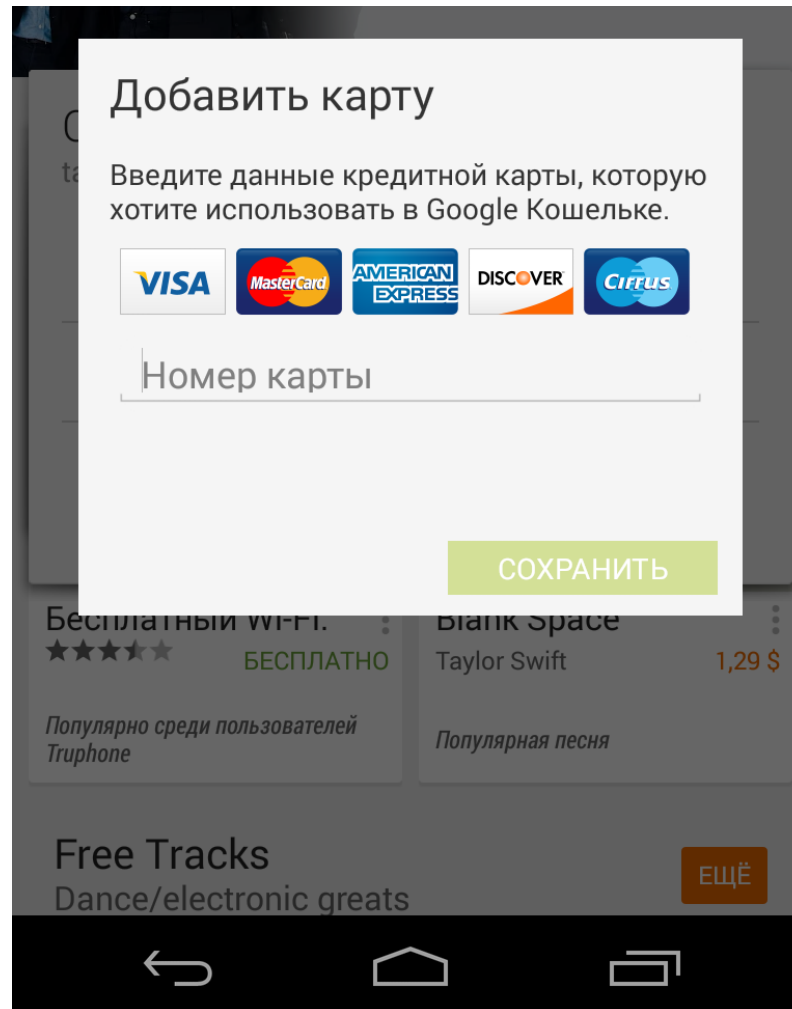 Добавить карту
Введите данные кредитной карты, которую
хотите использовать в Google Кошельке.
VISA
MasterCard
AMERICAN
EXPRESS
DISCOVER
Cirrus
Номер карты
СОХРАНИТЬ
Бесплатный Wi-Fi.
БЕСПЛАТНО
Популярно среди пользователей
Truphone
Blank Space
Taylor Swift
1,29 $
Популярная песня
Free Tracks
Dance/electronic greats
ЕЩЁ